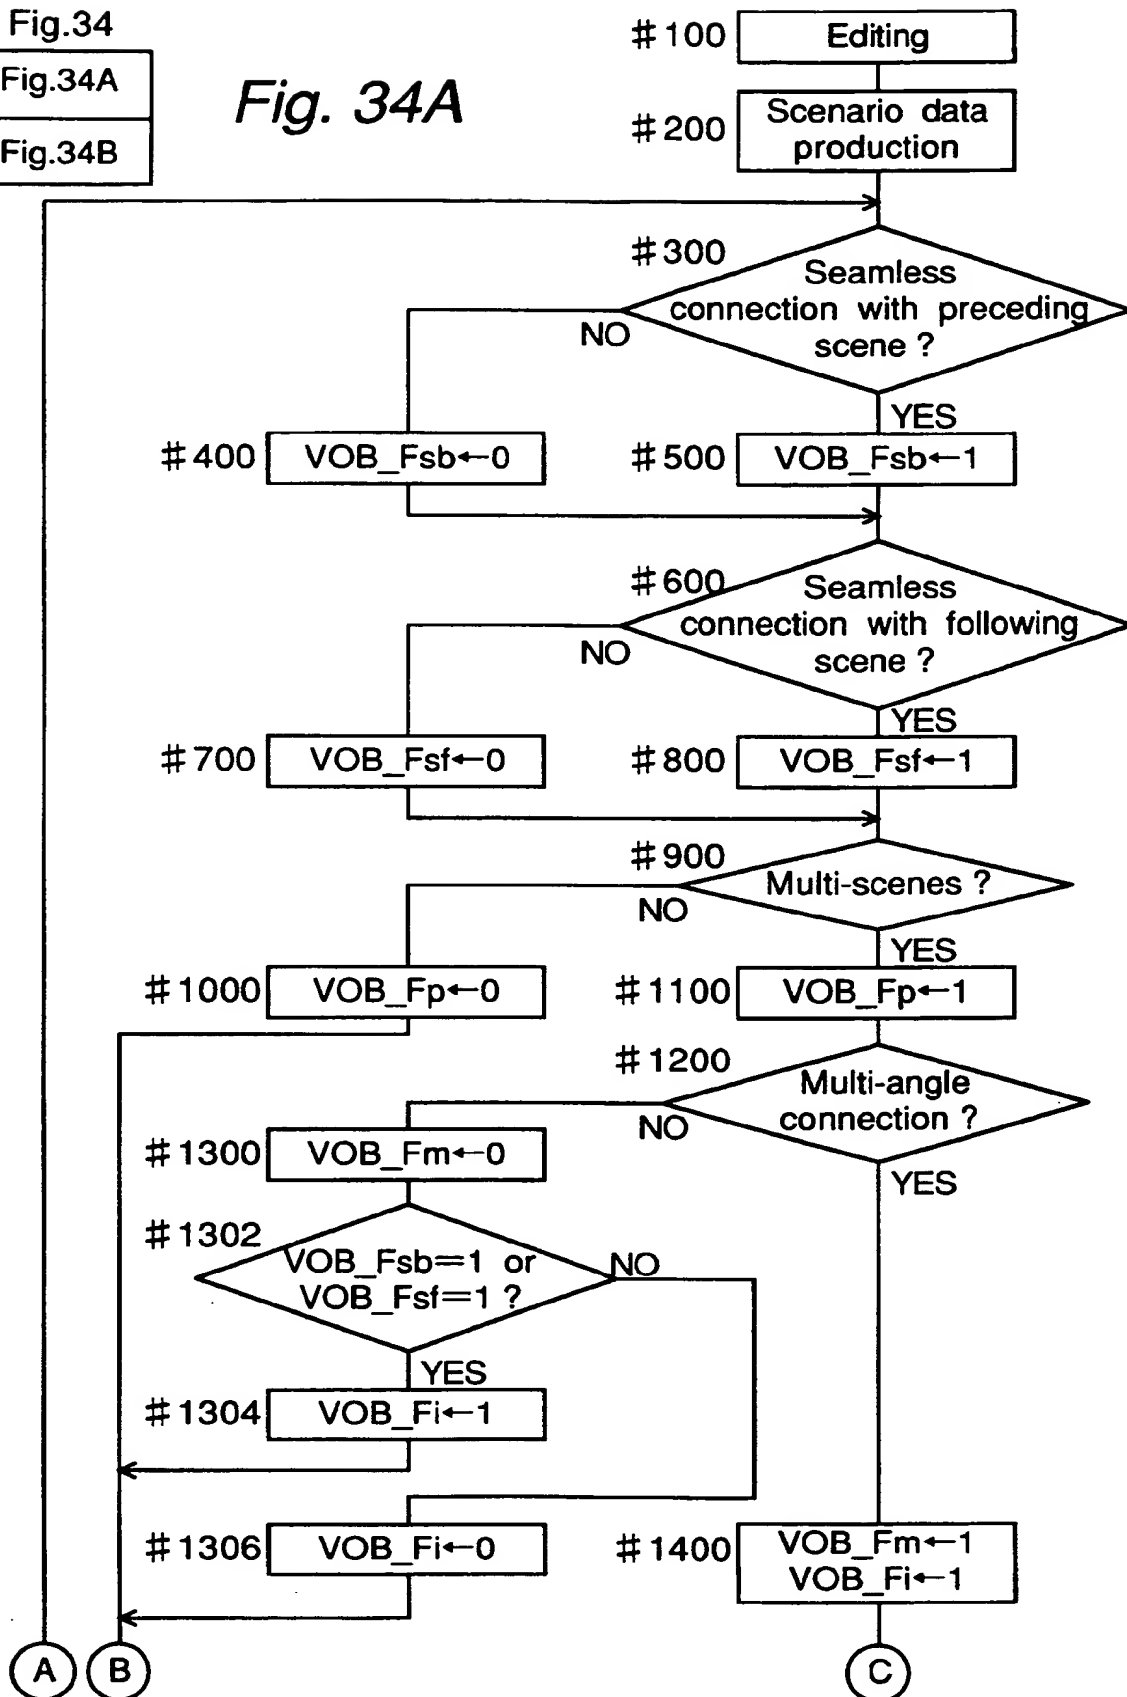 Fig.34
Fig.34A
Fig.34B
Fig. 34A
#100
Editing
#200
Scenario data
production
#300
Seamless
connection with preceding
scene ?
NO
YES
#400
VOB_Fsb←0
#500
VOB_Fsb←1
#600
Seamless
connection with following
scene ?
NO
YES
#700
VOB_Fsf←0
#800
VOB_Fsf←1
#900
Multi-scenes ?
NO
YES
#1000
VOB_Fp←0
#1100
VOB_Fp←1
#1200
Multi-angle
connection ?
NO
YES
#1300
VOB_Fm←0
#1302
VOB_Fsb=1 or
VOB_Fsf=1 ?
NO
YES
#1304
VOB_Fi←1
#1306
VOB_Fi←0
#1400
VOB_Fm←1
VOB_Fi←1
A
B
C